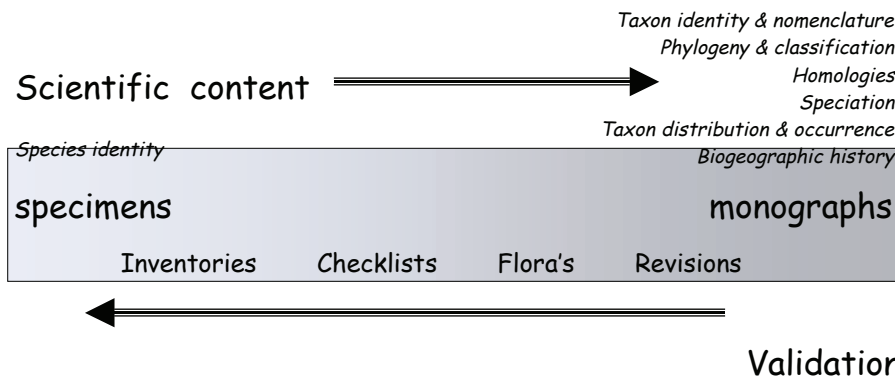 Taxon identity & nomenclature
Phylogeny & classification
Homologies
Scientific content
Speciation
Taxon distribution & occurrence
Species identity
Biogeographic history
specimens
monographs
Inventories Checklists Flora's Revisions
Validation